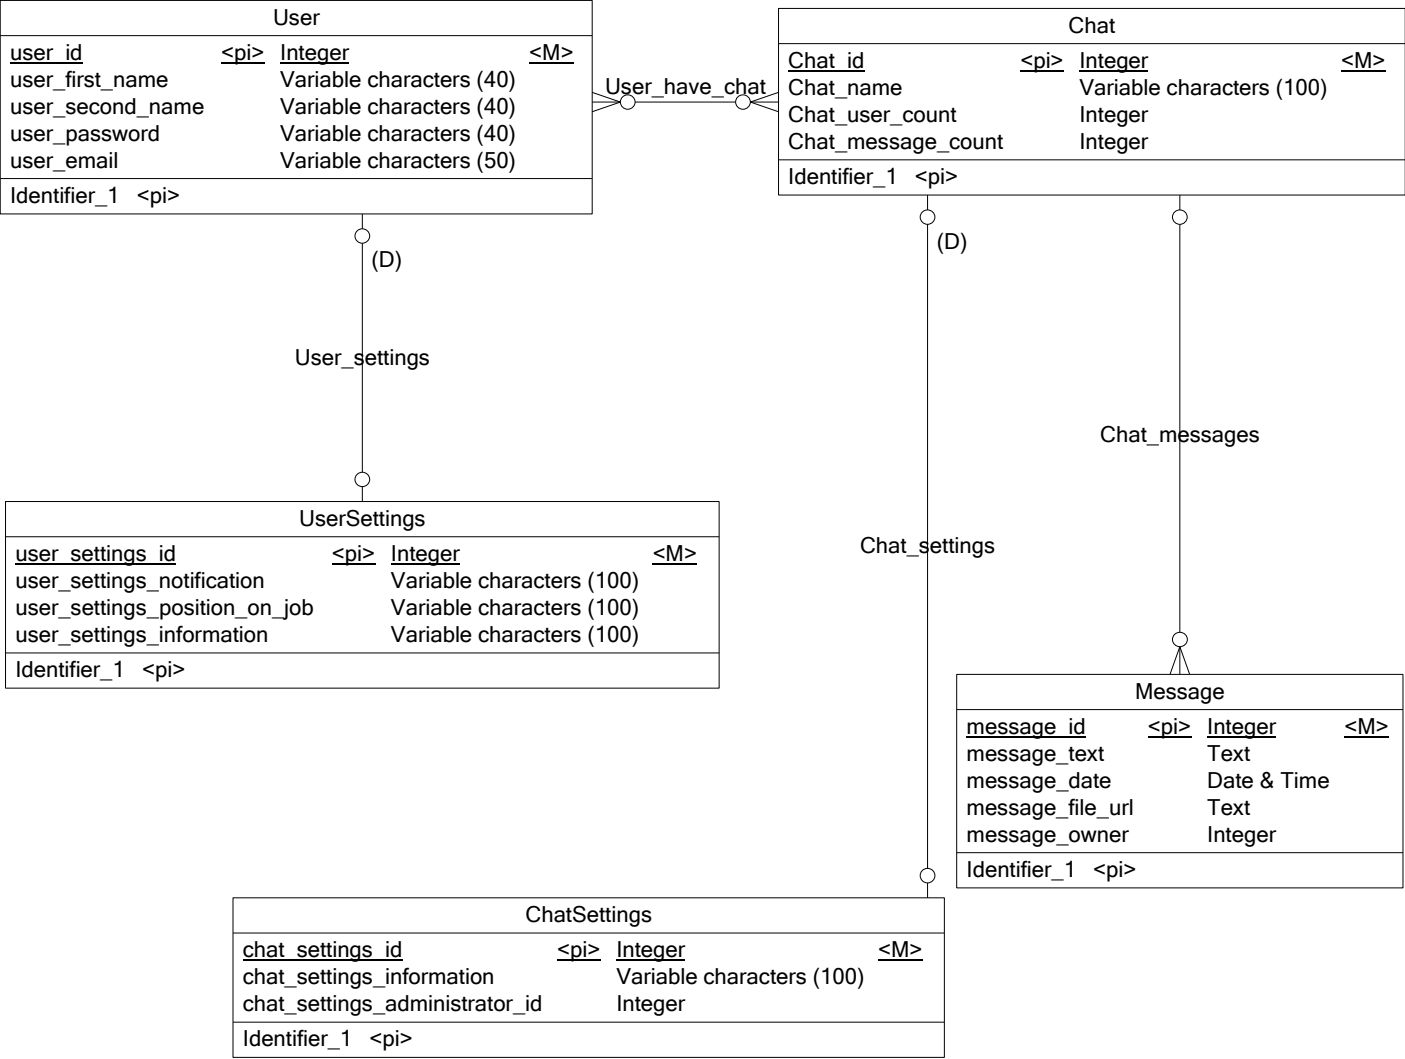 User
user_id <pi> Integer <M>
user_first_name Variable characters (40)
user_second_name Variable characters (40)
user_password Variable characters (40)
user_email Variable characters (50)
Identifier_1 <pi>
User_have_chat
Chat
Chat_id <pi> Integer <M>
Chat_name Variable characters (100)
Chat_user_count Integer
Chat_message_count Integer
Identifier_1 <pi>
(D)
(D)
User_settings
Chat_messages
UserSettings
user_settings_id <pi> Integer <M>
user_settings_notification Variable characters (100)
user_settings_position_on_job Variable characters (100)
user_settings_information Variable characters (100)
Identifier_1 <pi>
Chat_settings
Message
message_id <pi> Integer <M>
message_text Text
message_date Date & Time
message_file_url Text
message_owner Integer
Identifier_1 <pi>
ChatSettings
chat_settings_id <pi> Integer <M>
chat_settings_information Variable characters (100)
chat_settings_administrator_id Integer
Identifier_1 <pi>